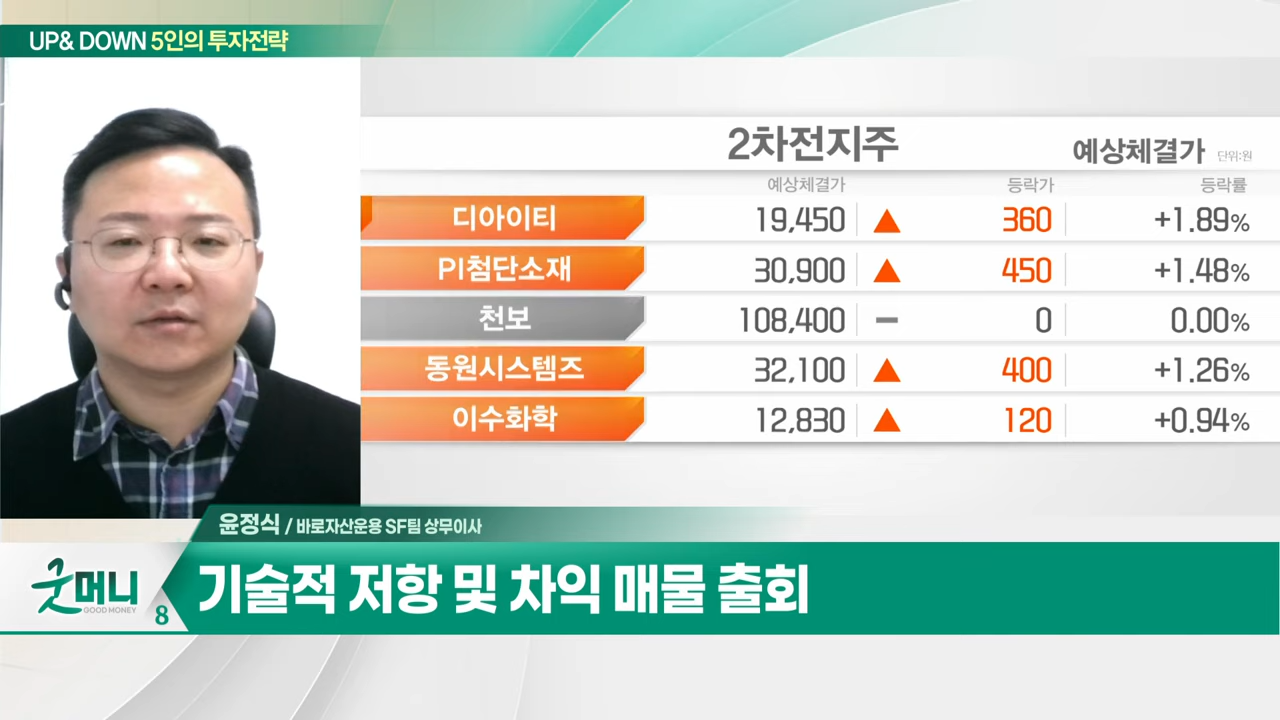 UP& DOWN 5인의 투자전략
2차전지주
예상체결가 단위:원
예상체결가 등락가 등락률
디아이티 19,450 ▲ 360 +1.89%
PI첨단소재 30,900 ▲ 450 +1.48%
천보 108,400 - 0 0.00%
동원시스템즈 32,100 ▲ 400 +1.26%
이수화학 12,830 ▲ 120 +0.94%
윤정식 / 바로자산운용 SF팀 상무이사
굿머니
GOOD MONEY
8
기술적 저항 및 차익 매물 출회